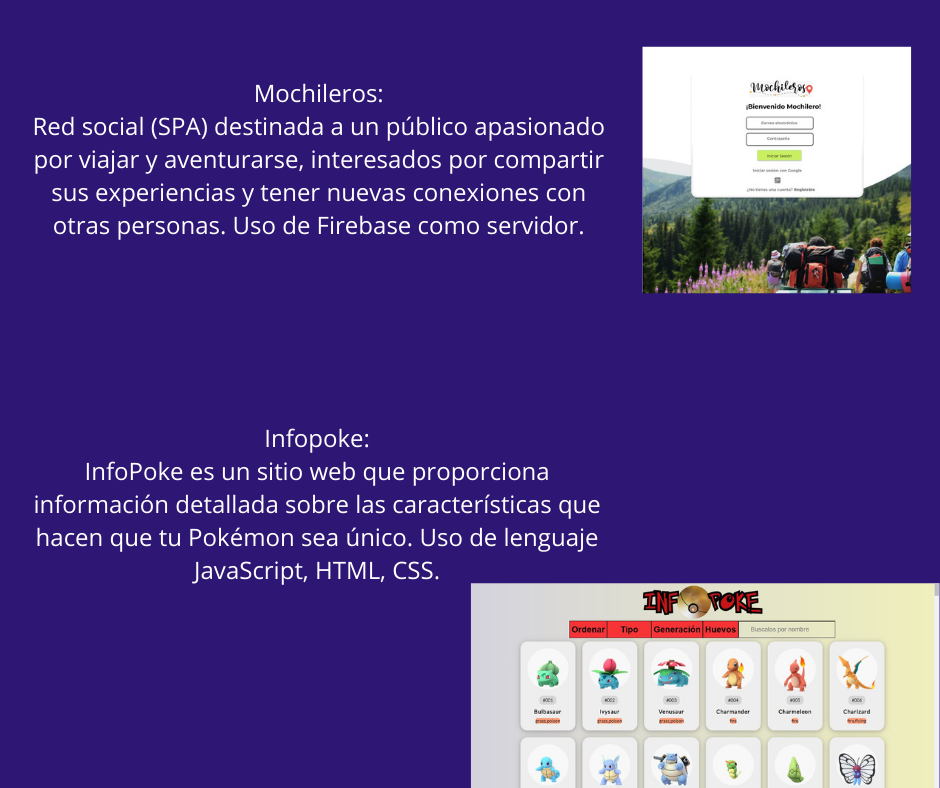 Mochileros:
Red social (SPA) destinada a un público apasionado
por viajar y aventurarse, interesados por compartir
sus experiencias y tener nuevas conexiones con
otras personas. Uso de Firebase como servidor.
Mochileros
¡Bienvenido Mochilero!
Correo electrónico
Contraseña
Iniciar Sesión
Iniciar sesión con Google
¿No tienes una cuenta? Regístrate
Infopoke:
InfoPoke es un sitio web que proporciona
información detallada sobre las características que
hacen que tu Pokémon sea único. Uso de lenguaje
JavaScript, HTML, CSS.
INFO POKE
Ordenar Tipo Generación Huevos Buscalos por nombre
#001 #002 #003 #004 #005 #006
Bulbasaur Ivysaur Venusaur Charmander Charmeleon Charizard
grass,poison grass,poison grass,poison fire fire fire,flying